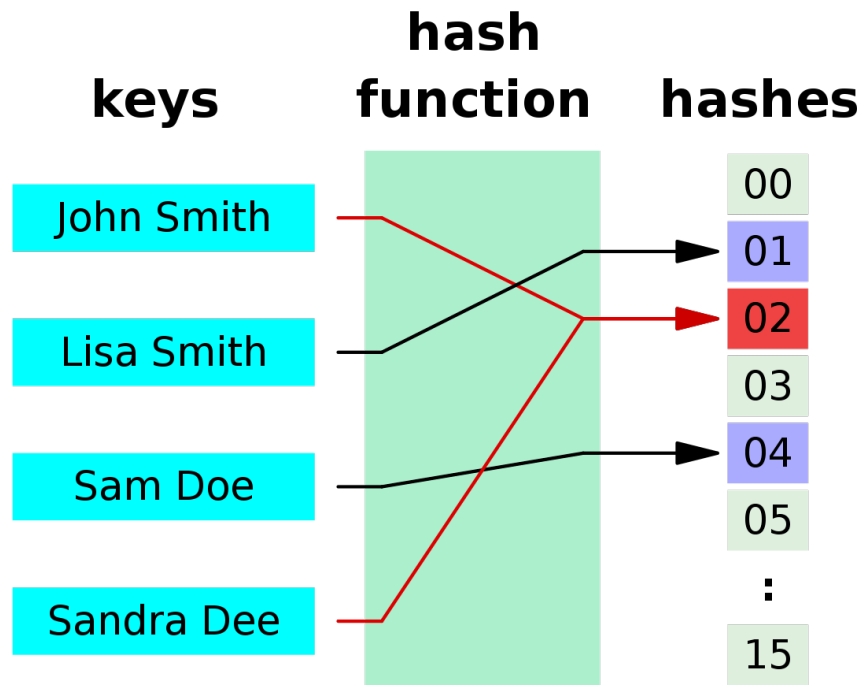 keys
hash
function
hashes
John Smith
Lisa Smith
Sam Doe
Sandra Dee
00
01
02
03
04
05
:
15